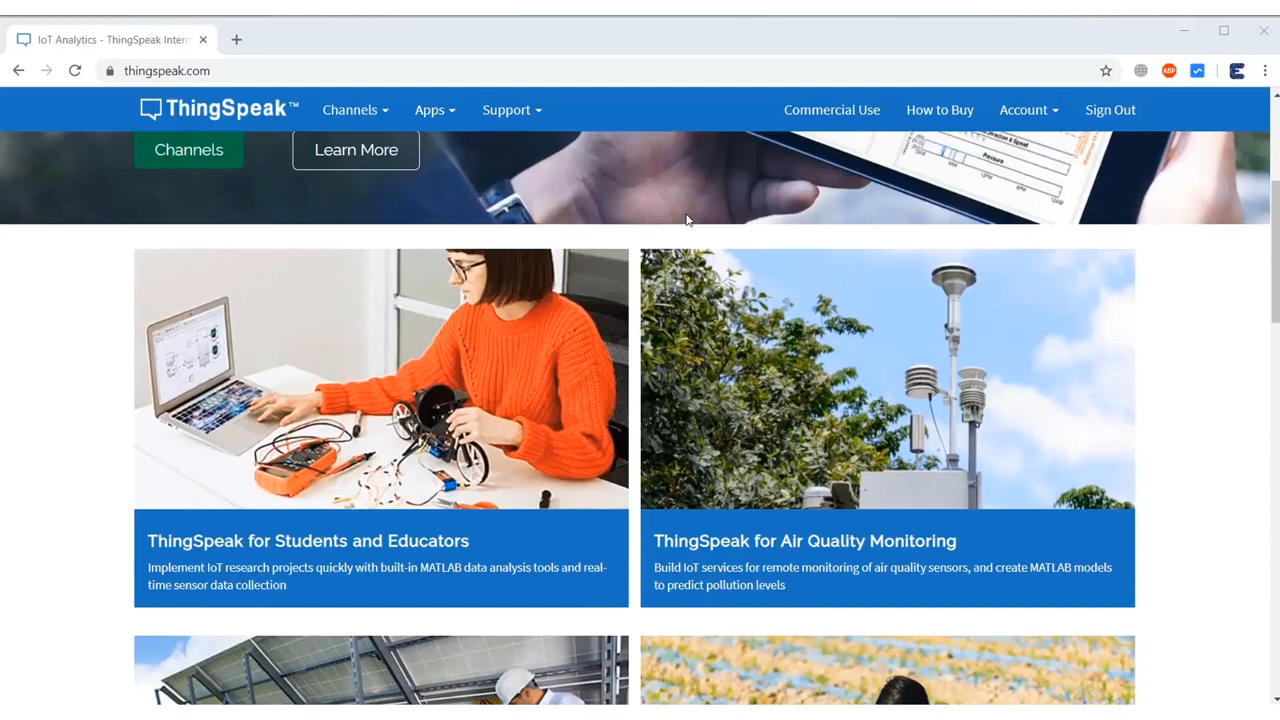 IoT Analytics - ThingSpeak Intern
thingspeak.com
ABP
ThingSpeak™
Channels
Apps
Support
Commercial Use
How to Buy
Account
Sign Out
Channels
Learn More
Pressure
ThingSpeak for Students and Educators
Implement IoT research projects quickly with built-in MATLAB data analysis tools and real-
time sensor data collection
ThingSpeak for Air Quality Monitoring
Build IoT services for remote monitoring of air quality sensors, and create MATLAB models
to predict pollution levels